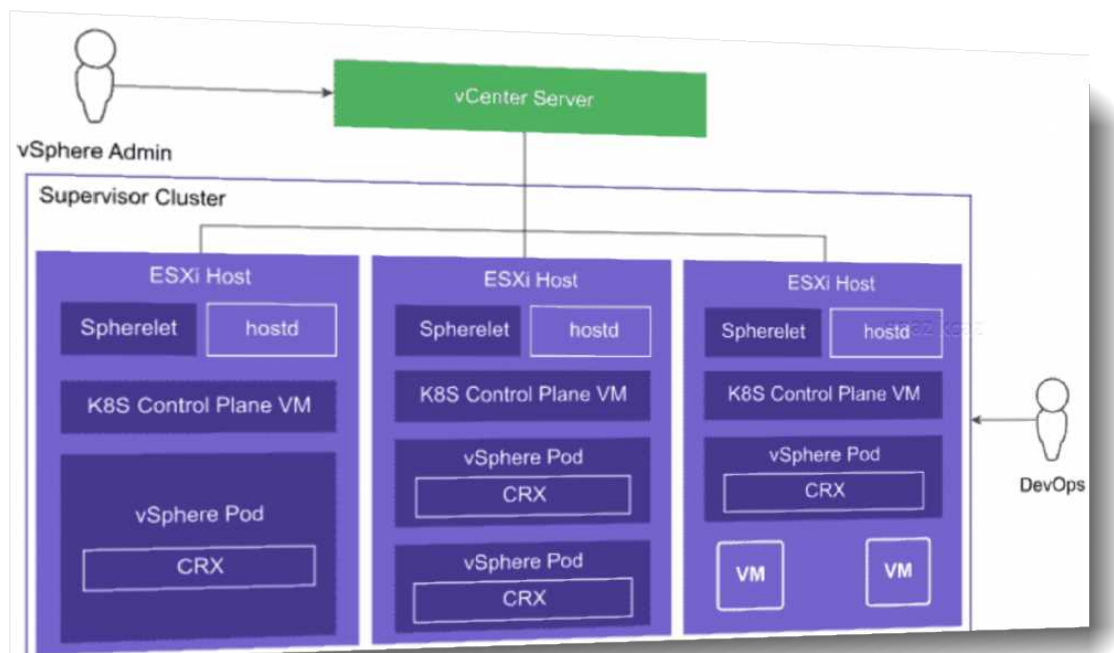 vCenter Server
vSphere Admin
Supervisor Cluster
ESXi Host
Spherelet
hostd
K8S Control Plane VM
vSphere Pod
CRX
ESXi Host
Spherelet
hostd
K8S Control Plane VM
vSphere Pod
CRX
vSphere Pod
CRX
ESXi Host
Spherelet
hostd
K8S Control Plane VM
vSphere Pod
CRX
VM
VM
DevOps